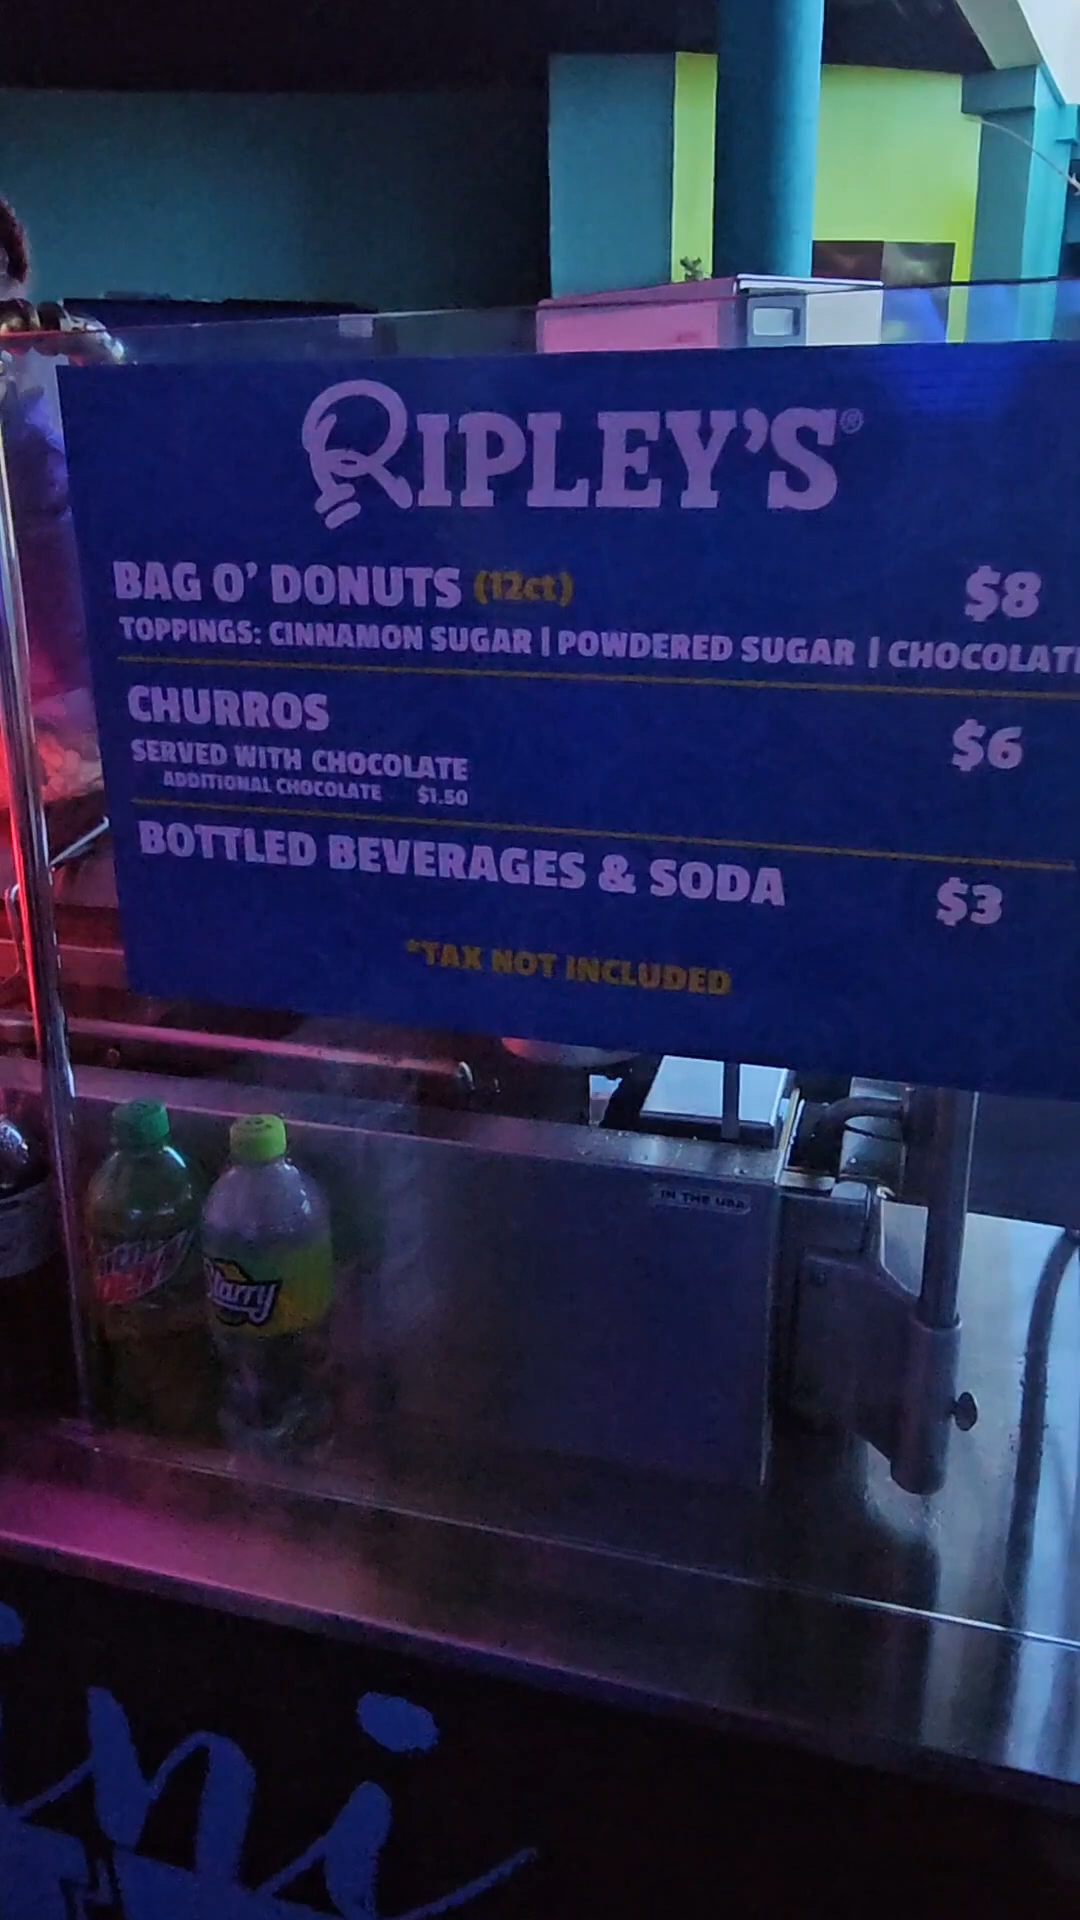 RIPLEY'S®
BAG O' DONUTS (12ct) $8
TOPPINGS: CINNAMON SUGAR | POWDERED SUGAR | CHOCOLAT
CHURROS $6
SERVED WITH CHOCOLATE
ADDITIONAL CHOCOLATE $1.50
BOTTLED BEVERAGES & SODA $3
*TAX NOT INCLUDED
IN THE USA
Starry
ni